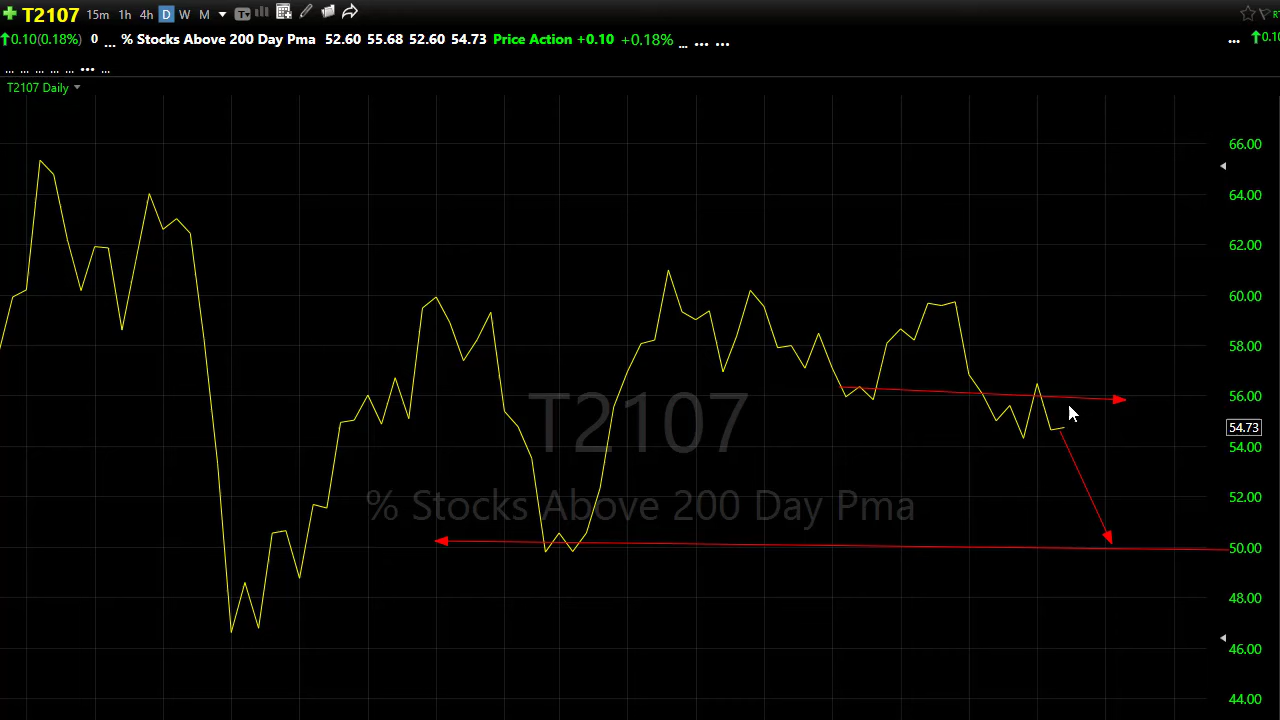 T2107 15m 1h 4h D W M
0.10(0.18%) 0 ... % Stocks Above 200 Day Pma 52.60 55.68 52.60 54.73 Price Action +0.10 +0.18% ... ... ... ... 0.10
... ... ... ... ... ... ...
T2107 Daily
66.00
64.00
62.00
60.00
58.00
56.00
54.73
54.00
52.00
50.00
48.00
46.00
44.00
T2107
% Stocks Above 200 Day Pma